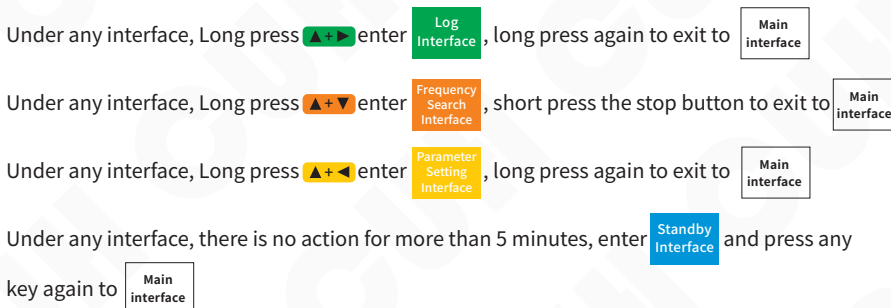 Under any interface, Long press ▲+▶ enter Log Interface , long press again to exit to Main interface
Under any interface, Long press ▲+▼ enter Frequency Search Interface , short press the stop button to exit to Main interface
Under any interface, Long press ▲+◀ enter Parameter Setting Interface , long press again to exit to Main interface
Under any interface, there is no action for more than 5 minutes, enter Standby Interface and press any
key again to Main interface